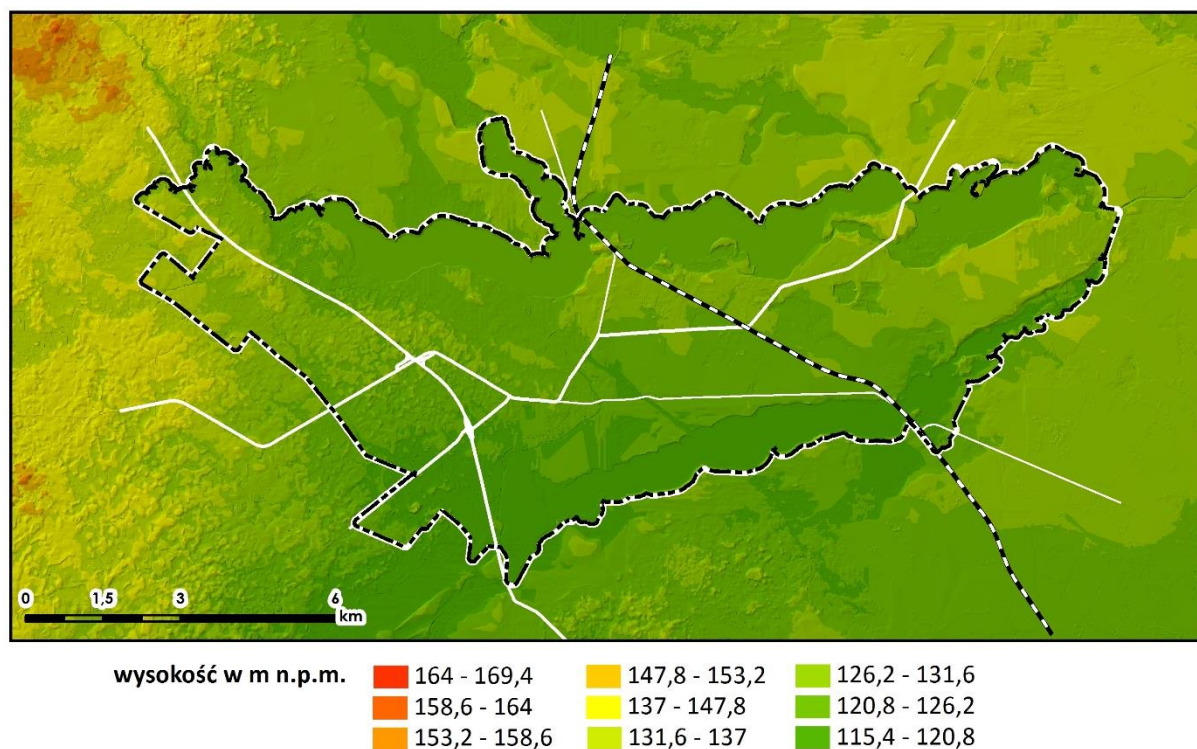 0 1,5 3 6
km
wysokość w m n.p.m.
164 - 169,4 147,8 - 153,2 126,2 - 131,6
158,6 - 164 137 - 147,8 120,8 - 126,2
153,2 - 158,6 131,6 - 137 115,4 - 120,8